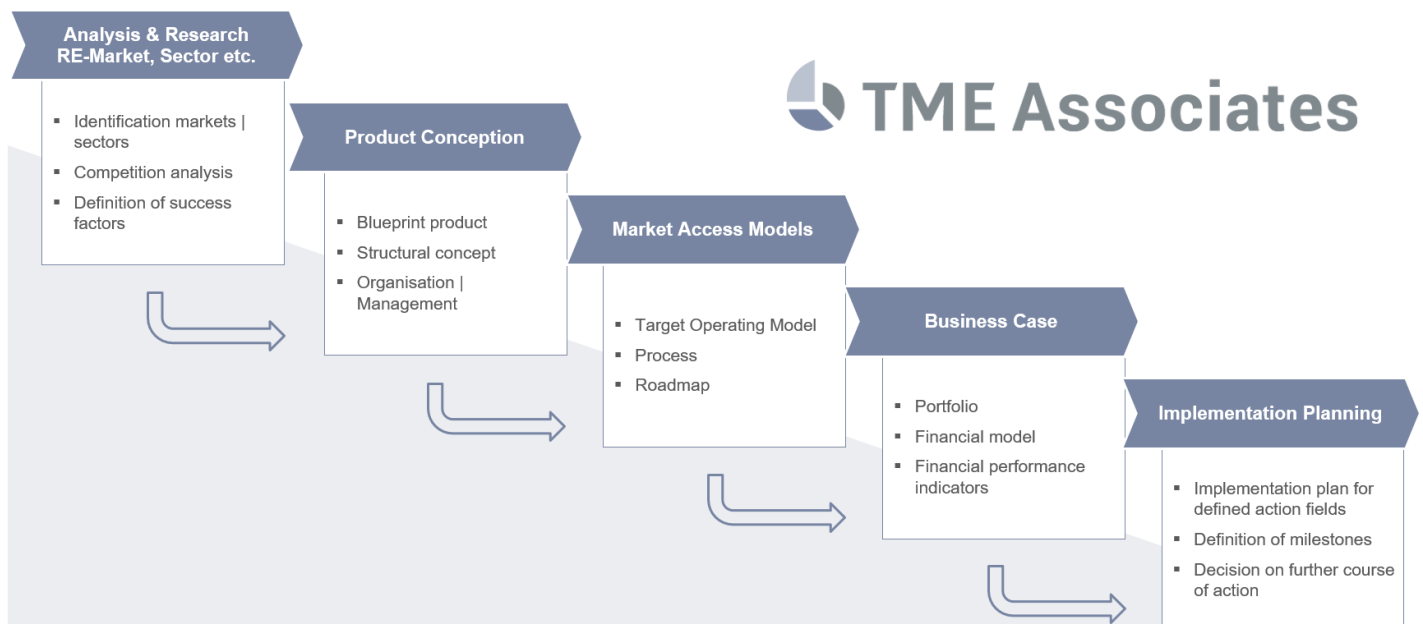 Analysis & Research
RE-Market, Sector etc.
▪ Identification markets |
sectors
▪ Competition analysis
▪ Definition of success
factors
TME Associates
Product Conception
▪ Blueprint product
▪ Structural concept
▪ Organisation |
Management
Market Access Models
▪ Target Operating Model
▪ Process
▪ Roadmap
Business Case
▪ Portfolio
▪ Financial model
▪ Financial performance
indicators
Implementation Planning
▪ Implementation plan for
defined action fields
▪ Definition of milestones
▪ Decision on further course
of action